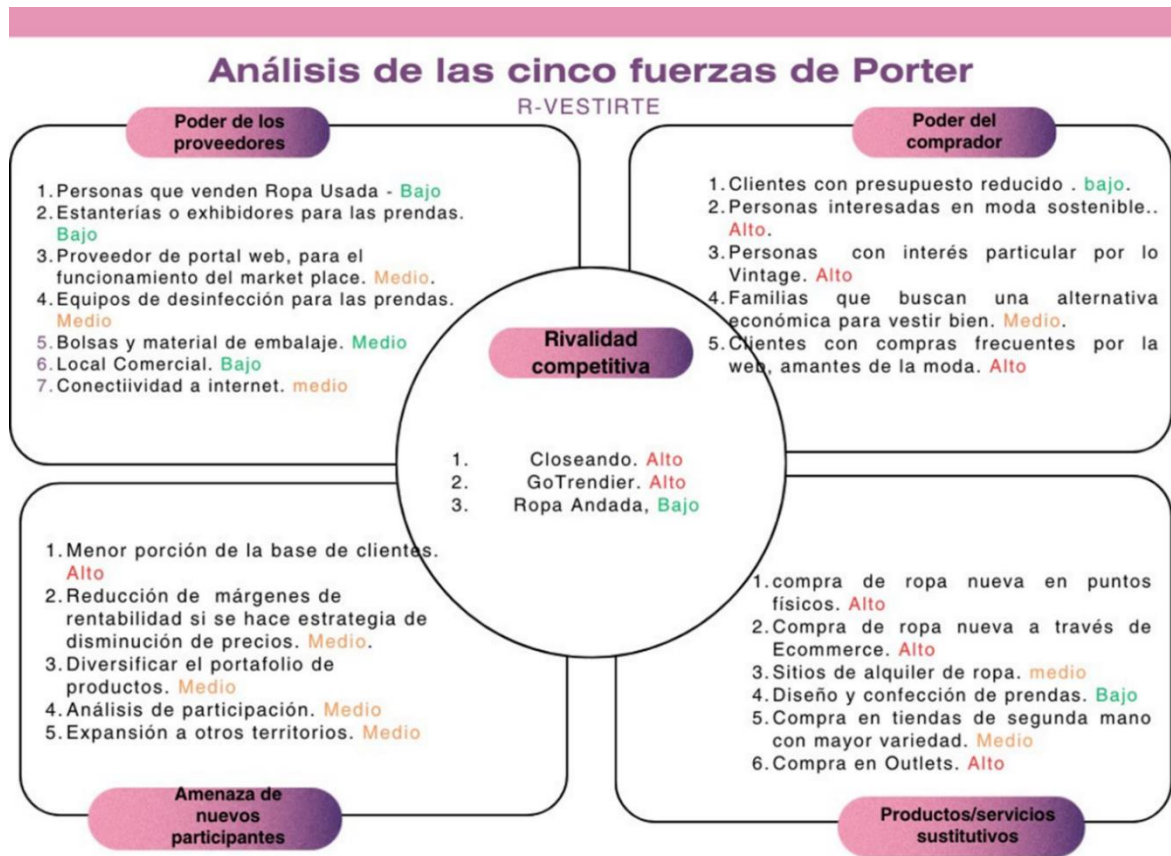 Análisis de las cinco fuerzas de Porter
R-VESTIRTE
Poder de los
proveedores
1. Personas que venden Ropa Usada - Bajo
2. Estanterías o exhibidores para las prendas.
Bajo
3. Proveedor de portal web, para el
funcionamiento del market place. Medio.
4. Equipos de desinfección para las prendas.
Medio
5. Bolsas y material de embalaje. Medio
6. Local Comercial. Bajo
7. Conectiividad a internet. medio
Poder del
comprador
1. Clientes con presupuesto reducido . bajo.
2. Personas interesadas en moda sostenible..
Alto.
3. Personas con interés particular por lo
Vintage. Alto
4. Familias que buscan una alternativa
económica para vestir bien. Medio.
5. Clientes con compras frecuentes por la
web, amantes de la moda. Alto
Rivalidad
competitiva
1. Closeando. Alto
2. GoTrendier. Alto
3. Ropa Andada, Bajo
1. Menor porción de la base de clientes.
Alto
2. Reducción de márgenes de
rentabilidad si se hace estrategia de
disminución de precios. Medio.
3. Diversificar el portafolio de
productos. Medio
4. Análisis de participación. Medio
5. Expansión a otros territorios. Medio
Amenaza de
nuevos
participantes
1. compra de ropa nueva en puntos
físicos. Alto
2. Compra de ropa nueva a través de
Ecommerce. Alto
3. Sitios de alquiler de ropa. medio
4. Diseño y confección de prendas. Bajo
5. Compra en tiendas de segunda mano
con mayor variedad. Medio
6. Compra en Outlets. Alto
Productos/servicios
sustitutivos